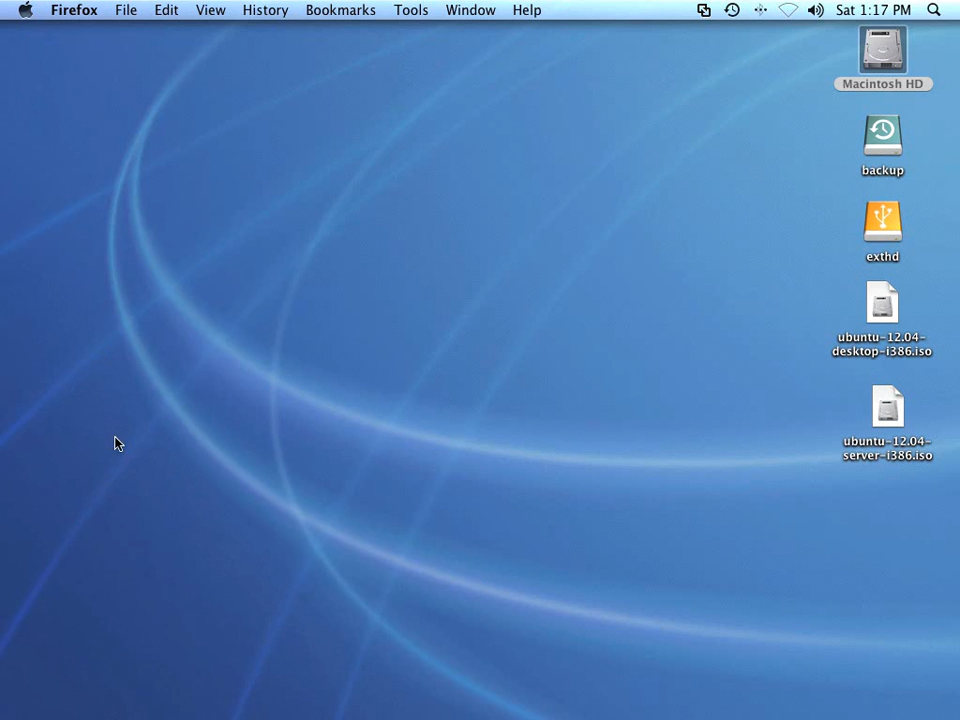 Firefox File Edit View History Bookmarks Tools Window Help Sat 1:17 PM
Macintosh HD
backup
exthd
ubuntu-12.04-
desktop-i386.iso
ubuntu-12.04-
server-i386.iso